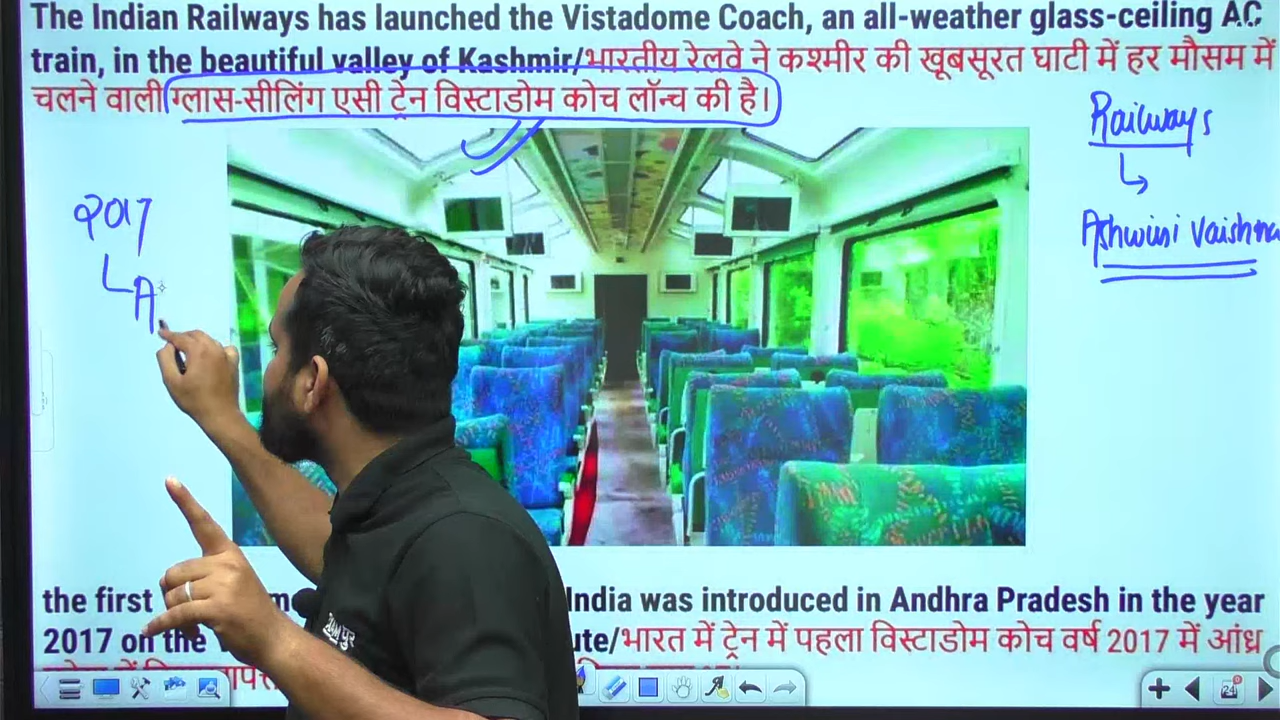 The Indian Railways has launched the Vistadome Coach, an all-weather glass-ceiling AC
train, in the beautiful valley of Kashmir/भारतीय रेलवे ने कश्मीर की खूबसूरत घाटी में हर मौसम में
चलने वाली ग्लास-सीलिंग एसी ट्रेन विस्टाडोम कोच लॉन्च की है।
Railways
Ashwini Vaishna
2017
A
the first India was introduced in Andhra Pradesh in the year
2017 on the ute/भारत में ट्रेन में पहला विस्टाडोम कोच वर्ष 2017 में आंध्र
24